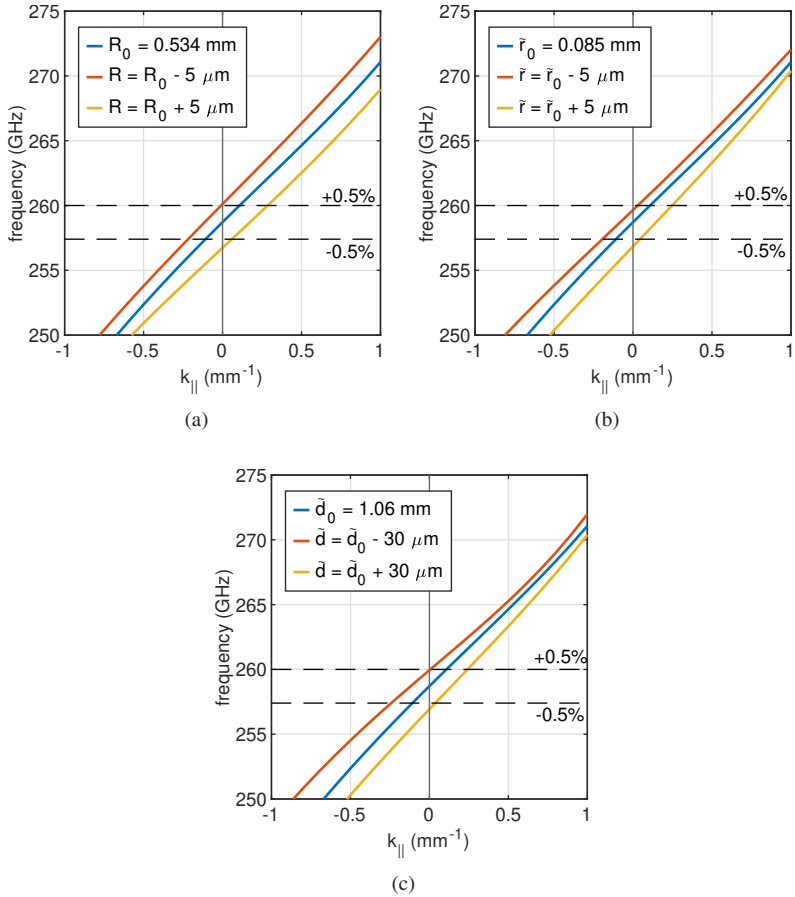 275
270
265
260
255
250
frequency (GHz)
R₀ = 0.534 mm
R = R₀ - 5 μm
R = R₀ + 5 μm
+0.5%
-0.5%
-1 -0.5 0 0.5 1
k|| (mm⁻¹)
(a)
275
270
265
260
255
250
frequency (GHz)
r̃₀ = 0.085 mm
r̃ = r̃₀ - 5 μm
r̃ = r̃₀ + 5 μm
+0.5%
-0.5%
-1 -0.5 0 0.5 1
k|| (mm⁻¹)
(b)
275
270
265
260
255
250
frequency (GHz)
d̃₀ = 1.06 mm
d̃ = d̃₀ - 30 μm
d̃ = d̃₀ + 30 μm
+0.5%
-0.5%
-1 -0.5 0 0.5 1
k|| (mm⁻¹)
(c)